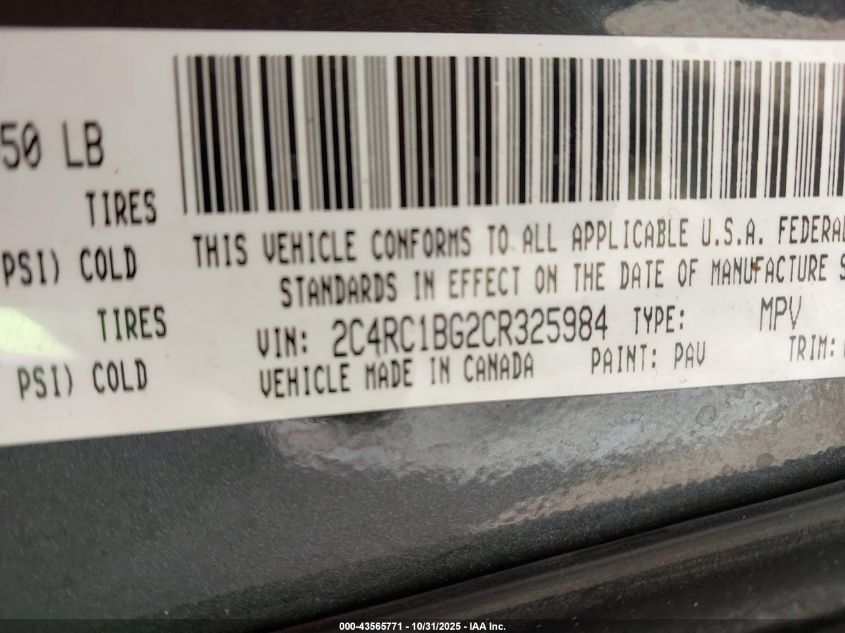 50 LB
TIRES
PSI) COLD
TIRES
PSI) COLD
THIS VEHICLE CONFORMS TO ALL APPLICABLE U.S.A. FEDERAL
STANDARDS IN EFFECT ON THE DATE OF MANUFACTURE S
VIN: 2C4RC1BG2CR325984 TYPE: MPV
VEHICLE MADE IN CANADA PAINT: PAV TRIM:
000-43565771 - 10/31/2025 - IAA Inc.